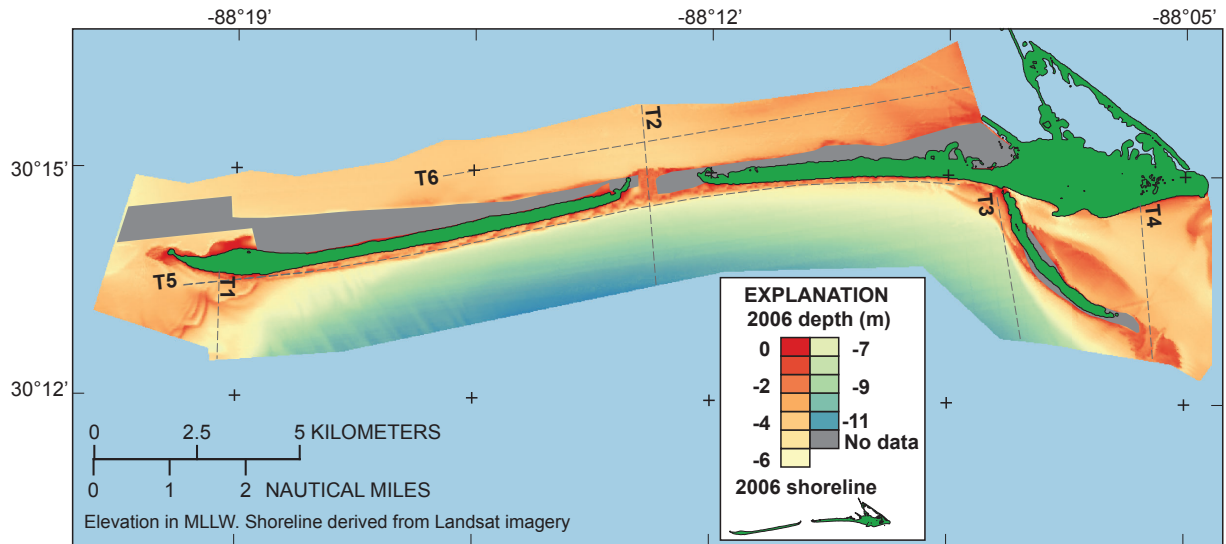 -88°19’ -88°12’ -88°05’
T2
30°15’
T6
T3
T4
T5
T1
EXPLANATION
2006 depth (m)
0 -7
-2 -9
-4 -11
No data
-6
2006 shoreline
30°12’
0 2.5 5 KILOMETERS
0 1 2 NAUTICAL MILES
Elevation in MLLW. Shoreline derived from Landsat imagery